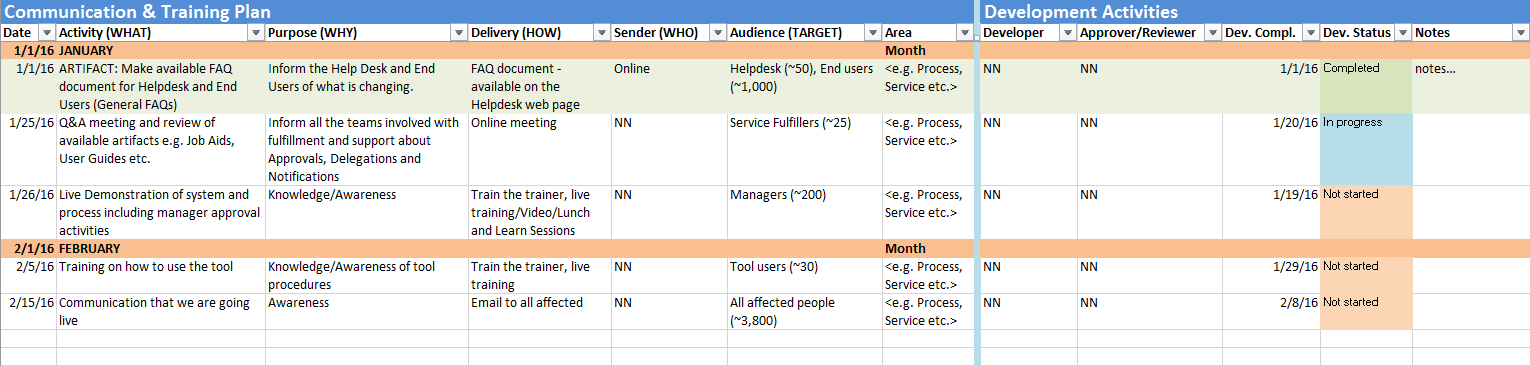 Communication & Training Plan Development Activities
Date Activity (WHAT) Purpose (WHY) Delivery (HOW) Sender (WHO) Audience (TARGET) Area Developer Approver/Reviewer Dev. Compl. Dev. Status Notes
1/1/16 JANUARY Month
1/1/16 ARTIFACT: Make available FAQ Inform the Help Desk and End FAQ document - Online Helpdesk (~50), End users <e.g. Process, NN NN 1/1/16 Completed notes...
document for Helpdesk and End Users of what is changing. available on the (~1,000) Service etc.>
Users (General FAQs) Helpdesk web page
1/25/16 Q&A meeting and review of Inform all the teams involved with Online meeting NN Service Fulfillers (~25) <e.g. Process, NN NN 1/20/16 In progress
available artifacts e.g. Job Aids, fulfillment and support about Service etc.>
User Guides etc. Approvals, Delegations and
Notifications
1/26/16 Live Demonstration of system and Knowledge/Awareness Train the trainer, live NN Managers (~200) <e.g. Process, NN NN 1/19/16 Not started
process including manager approval training/Video/Lunch Service etc.>
activities and Learn Sessions
2/1/16 FEBRUARY Month
2/5/16 Training on how to use the tool Knowledge/Awareness of tool Train the trainer, live NN Tool users (~30) <e.g. Process, NN NN 1/29/16 Not started
procedures training Service etc.>
2/15/16 Communication that we are going Awareness Email to all affected NN All affected people <e.g. Process, NN NN 2/8/16 Not started
live (~3,800) Service etc.>